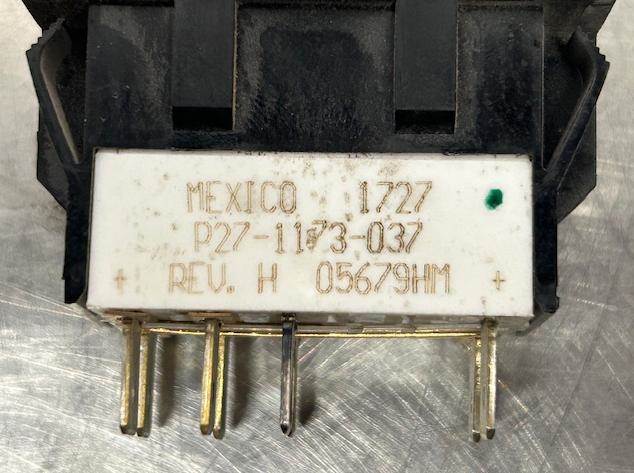 MEXICO 1727
P27-1173-037
+ REV. H 05679HM +